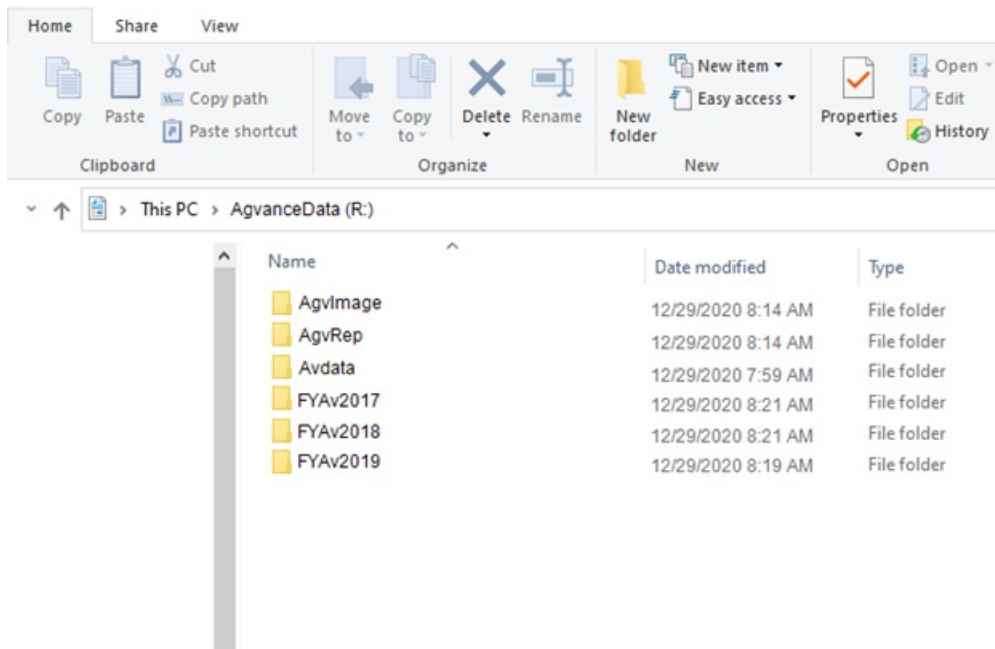 Home Share View
Copy
Paste
Cut
Copy path
Paste shortcut
Clipboard
Move to
Copy to
Delete
Rename
Organize
New folder
New item
Easy access
New
Properties
Open
Edit
History
Open
This PC > AgvanceData (R:)
Name Date modified Type
AgvImage 12/29/2020 8:14 AM File folder
AgvRep 12/29/2020 8:14 AM File folder
Avdata 12/29/2020 7:59 AM File folder
FYAv2017 12/29/2020 8:21 AM File folder
FYAv2018 12/29/2020 8:21 AM File folder
FYAv2019 12/29/2020 8:19 AM File folder